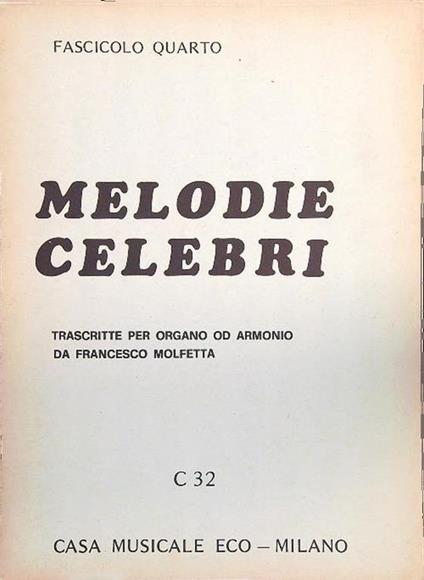 FASCICOLO QUARTO
MELODIE
CELEBRI
TRASCRITTE PER ORGANO OD ARMONIO
DA FRANCESCO MOLFETTA
C 32
CASA MUSICALE ECO – MILANO